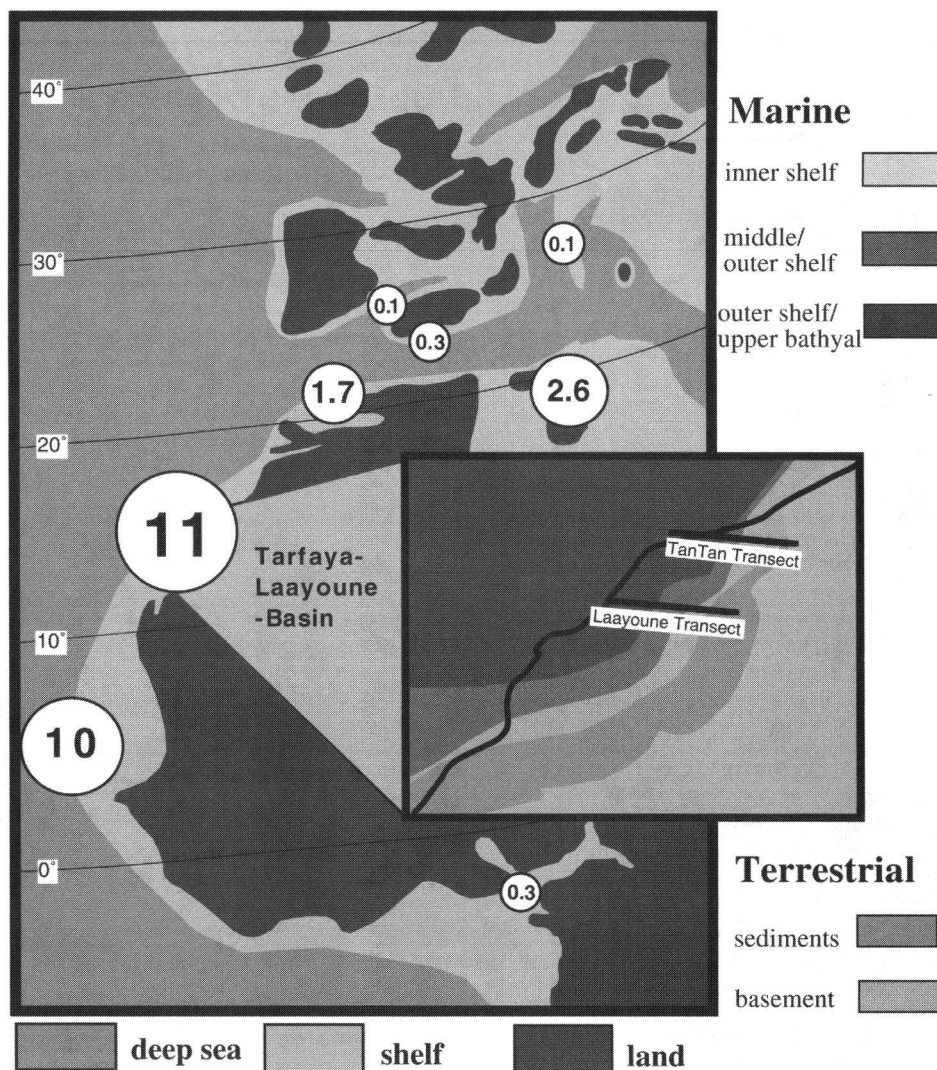 40°
30°
20°
10°
0°
0.1
0.1
0.3
1.7
2.6
11
10
0.3
Tarfaya-
Laayoune
-Basin
TanTan Transect
Laayoune Transect
Marine
inner shelf
middle/
outer shelf
outer shelf/
upper bathyal
Terrestrial
sediments
basement
deep sea
shelf
land